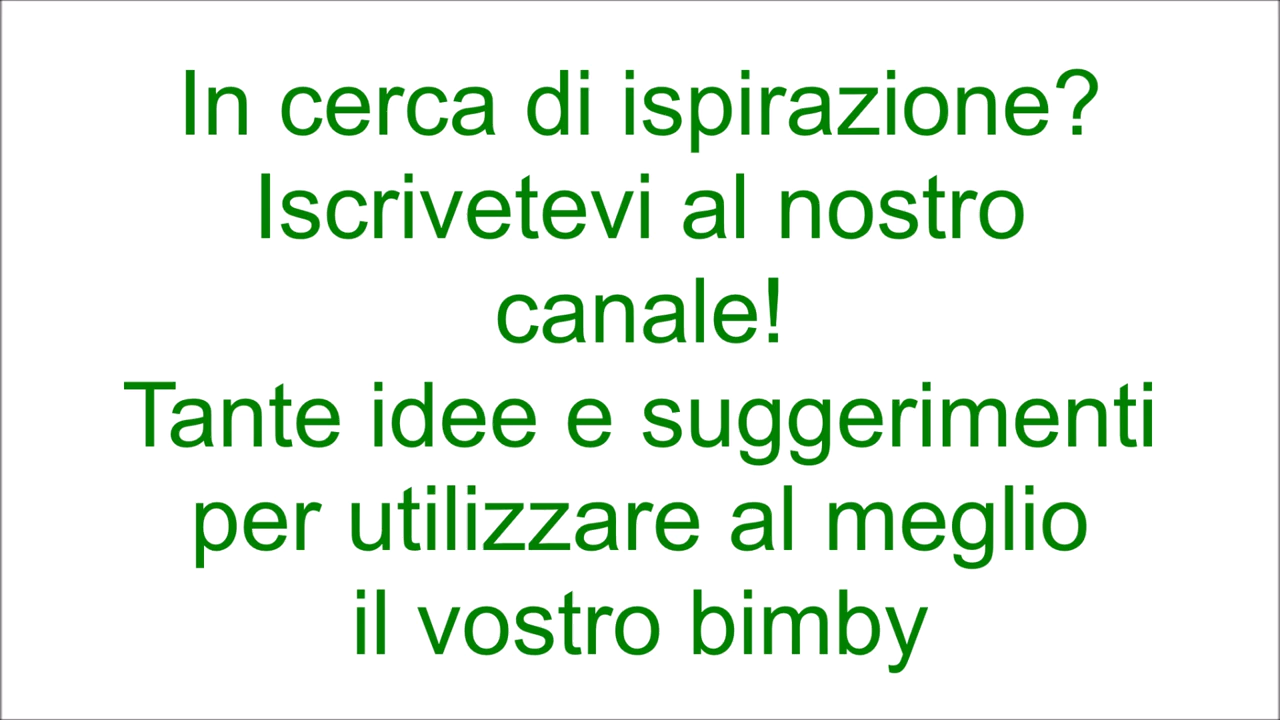 In cerca di ispirazione?
Iscrivetevi al nostro
canale!
Tante idee e suggerimenti
per utilizzare al meglio
il vostro bimby